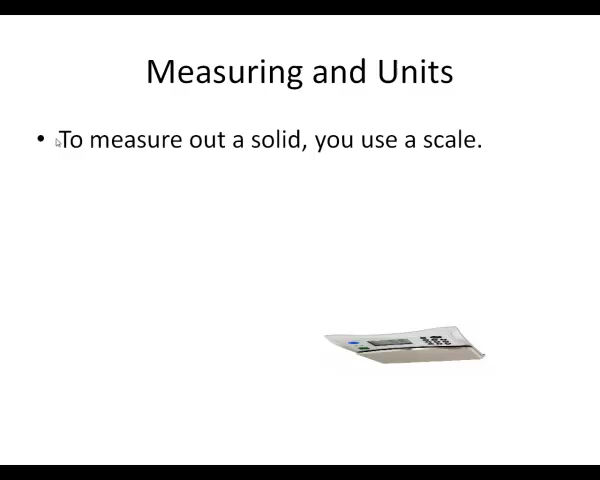 Measuring and Units
• To measure out a solid, you use a scale.